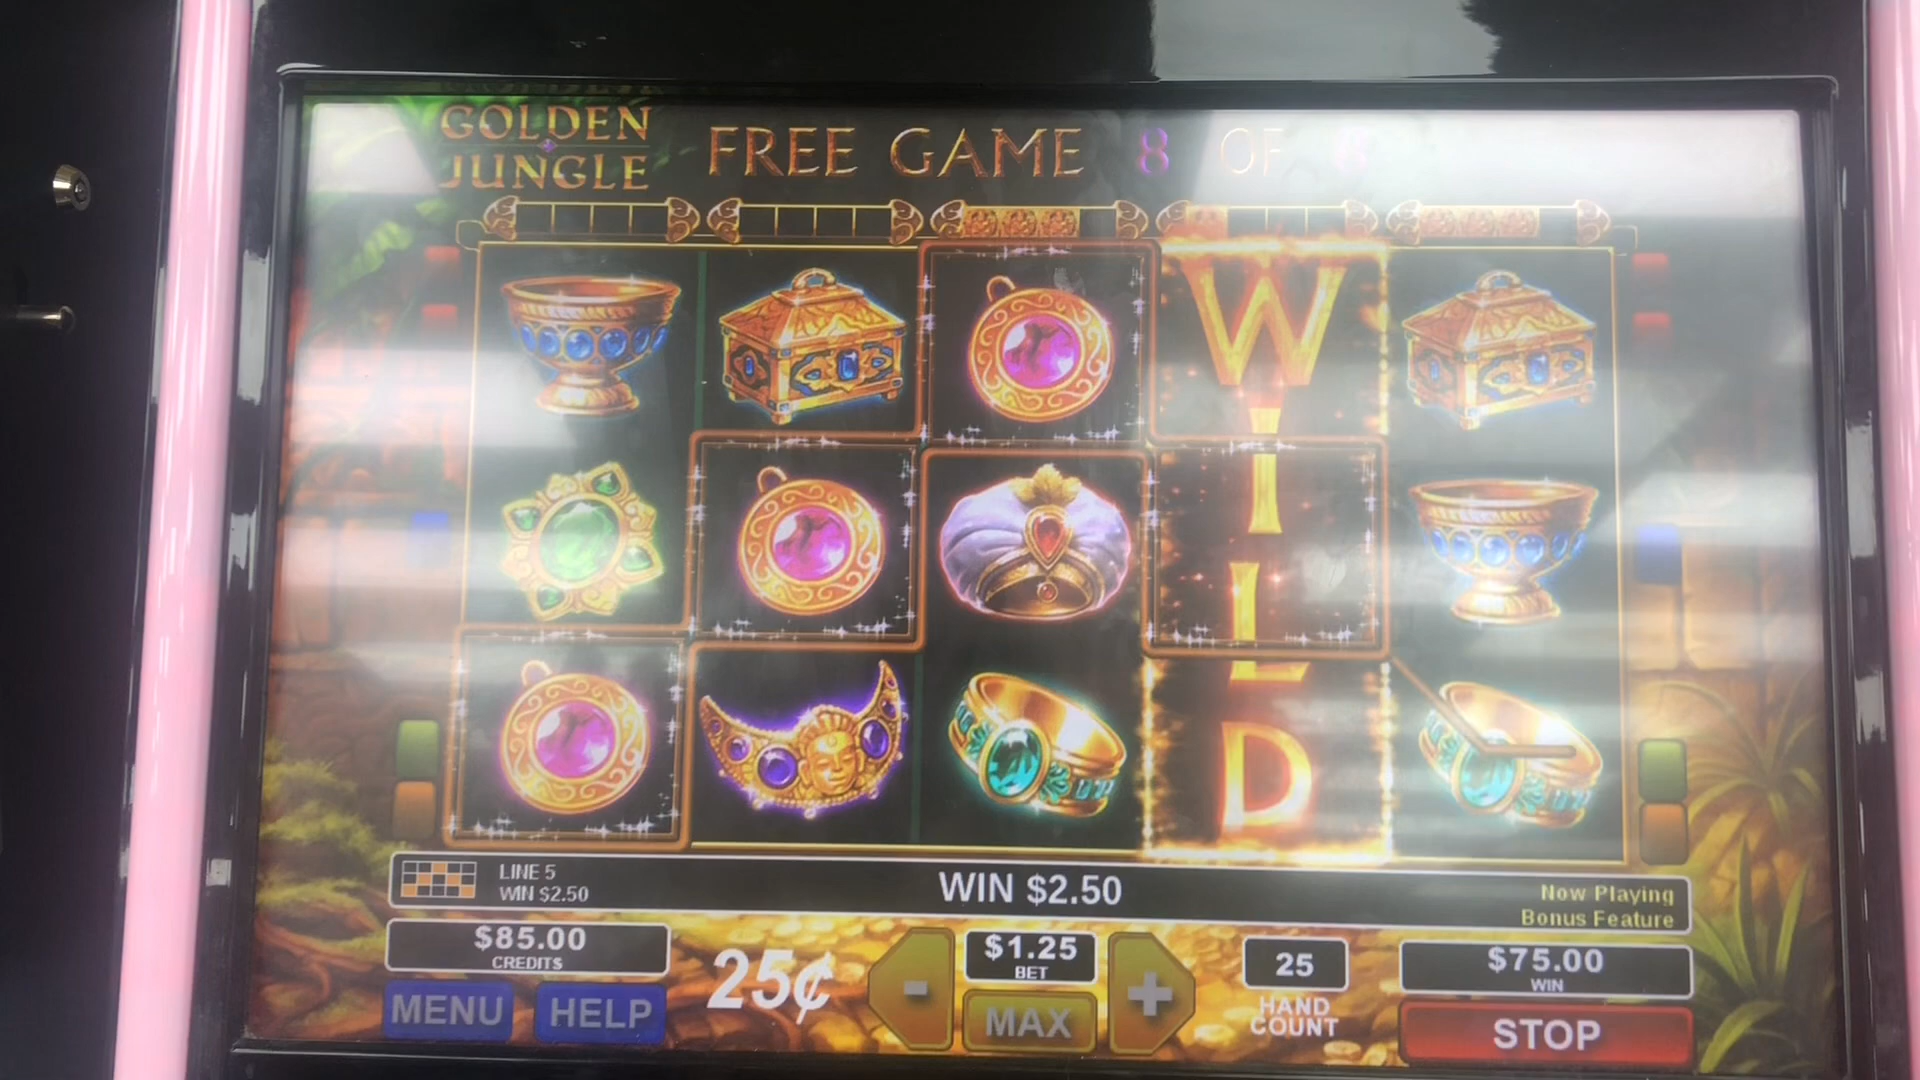 GOLDEN
JUNGLE
FREE GAME 8 OF
WILD
LINE 5
WIN $2.50
WIN $2.50
Now Playing
Bonus Feature
$85.00
CREDITS
25¢
-
$1.25
BET
+
25
HAND
COUNT
$75.00
WIN
MENU
HELP
MAX
STOP